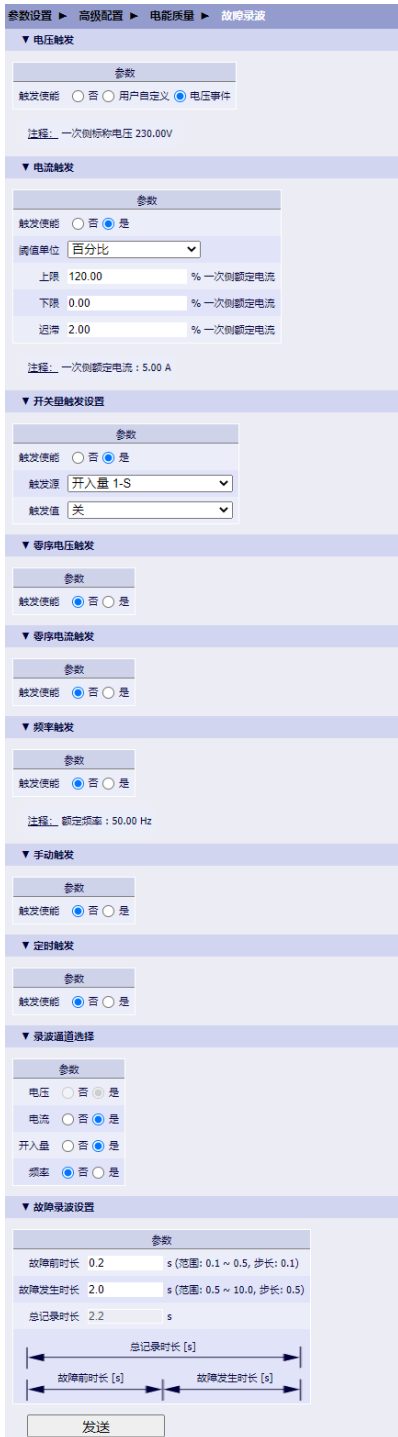 参数设置 ▶ 高级配置 ▶ 电能质量 ▶ 故障录波
▼ 电压触发
参数
触发使能 否 用户自定义 电压事件
注释： 一次侧标称电压 230.00V
▼ 电流触发
参数
触发使能 否 是
阈值单位 百分比
上限 120.00 % 一次侧额定电流
下限 0.00 % 一次侧额定电流
迟滞 2.00 % 一次侧额定电流
注释： 一次侧额定电流：5.00 A
▼ 开关量触发设置
参数
触发使能 否 是
触发源 开入量 1-S
触发值 关
▼ 零序电压触发
参数
触发使能 否 是
▼ 零序电流触发
参数
触发使能 否 是
▼ 频率触发
参数
触发使能 否 是
注释： 额定频率：50.00 Hz
▼ 手动触发
参数
触发使能 否 是
▼ 定时触发
参数
触发使能 否 是
▼ 录波通道选择
参数
电压 否 是
电流 否 是
开入量 否 是
频率 否 是
▼ 故障录波设置
参数
故障前时长 0.2 s (范围: 0.1 ~ 0.5, 步长: 0.1)
故障发生时长 2.0 s (范围: 0.5 ~ 10.0, 步长: 0.5)
总记录时长 2.2 s
总记录时长 [s]
故障前时长 [s] 故障发生时长 [s]
发送